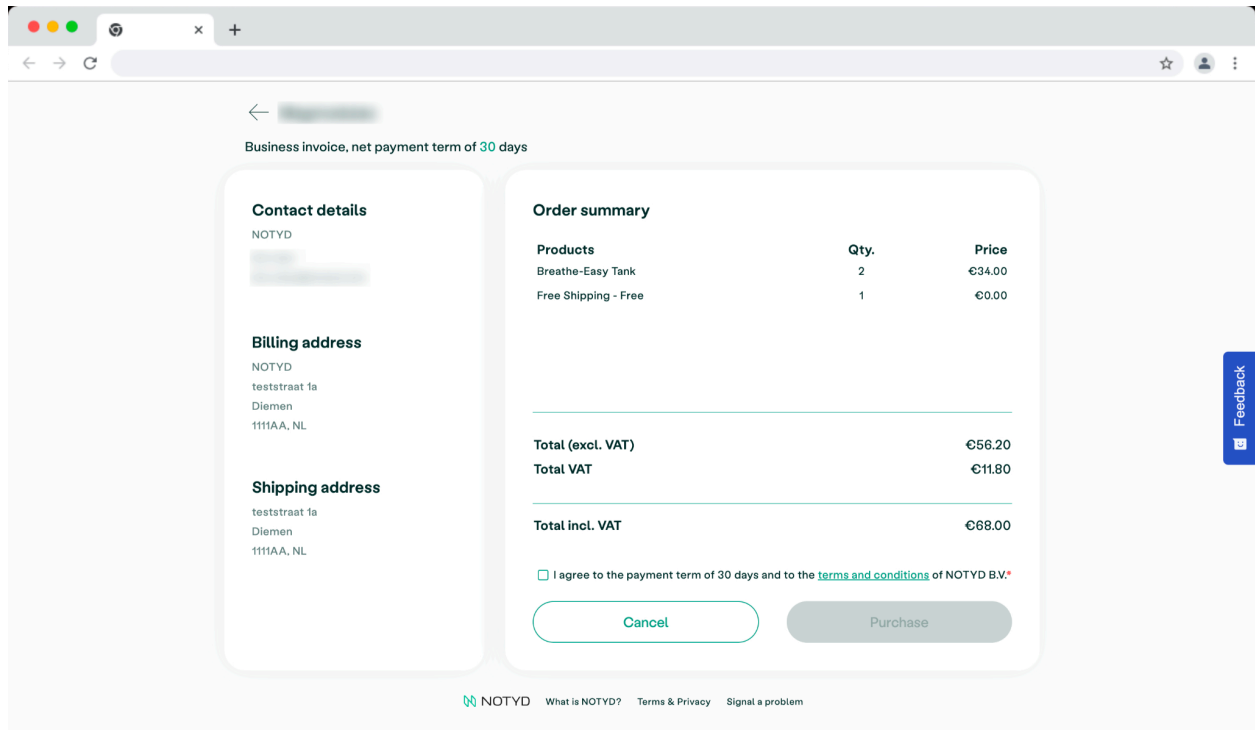 Business invoice, net payment term of 30 days
Contact details
NOTYD
Billing address
NOTYD
teststraat 1a
Diemen
1111AA, NL
Shipping address
teststraat 1a
Diemen
1111AA, NL
Order summary
Products Qty. Price
Breathe-Easy Tank 2 €34.00
Free Shipping - Free 1 €0.00
Total (excl. VAT) €56.20
Total VAT €11.80
Total incl. VAT €68.00
I agree to the payment term of 30 days and to the terms and conditions of NOTYD B.V.*
Cancel Purchase
Feedback
NOTYD What is NOTYD? Terms & Privacy Signal a problem